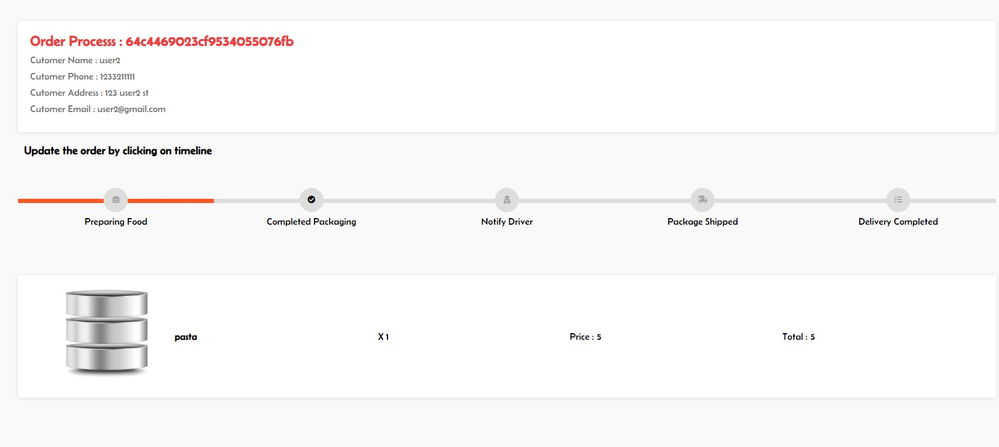 Order Processs : 64c4469023cf9534055076fb
Cutomer Name : user2
Cutomer Phone : 1233211111
Cutomer Address : 123 user2 st
Cutomer Email : user2@gmail.com
Update the order by clicking on timeline
Preparing Food Completed Packaging Notify Driver Package Shipped Delivery Completed
pasta X 1 Price : 5 Total : 5